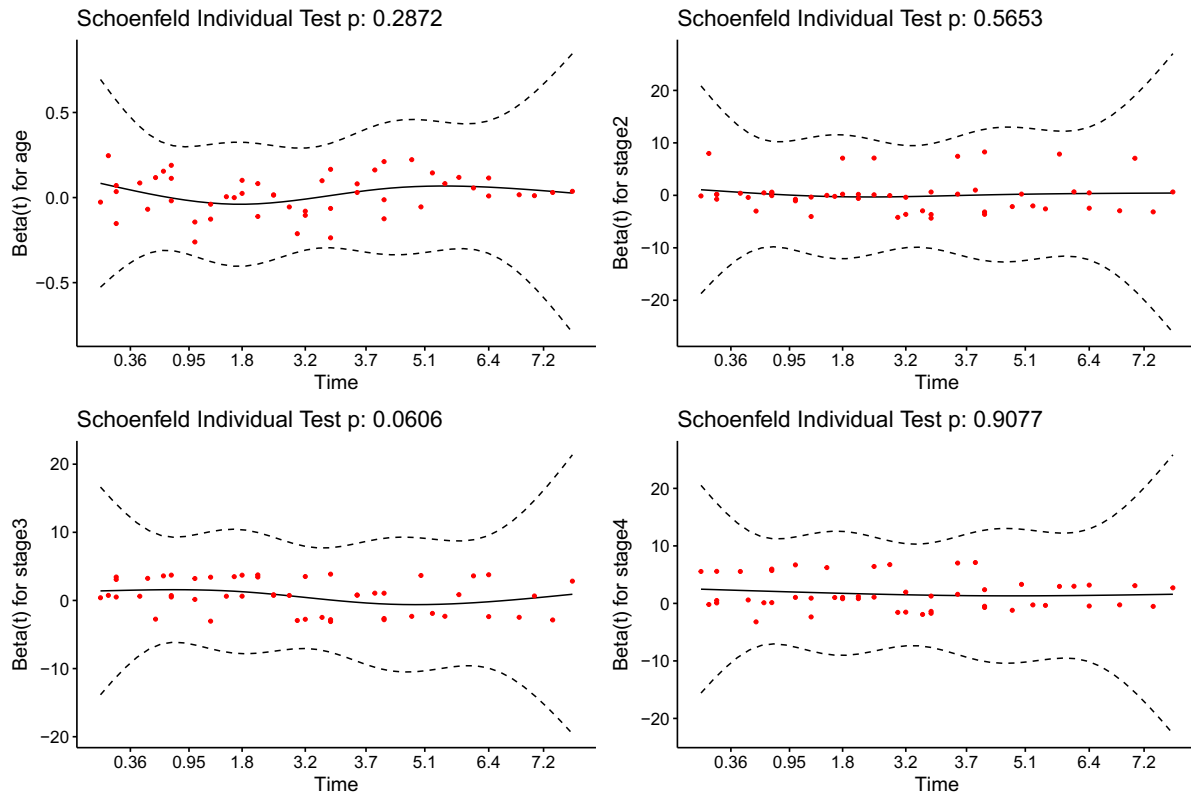 Schoenfeld Individual Test p: 0.2872
Beta(t) for age
0.5
0.0
−0.5
0.36 0.95 1.8 3.2 3.7 5.1 6.4 7.2
Time
Schoenfeld Individual Test p: 0.5653
Beta(t) for stage2
20
10
0
−10
−20
0.36 0.95 1.8 3.2 3.7 5.1 6.4 7.2
Time
Schoenfeld Individual Test p: 0.0606
Beta(t) for stage3
20
10
0
−10
−20
0.36 0.95 1.8 3.2 3.7 5.1 6.4 7.2
Time
Schoenfeld Individual Test p: 0.9077
Beta(t) for stage4
20
10
0
−10
−20
0.36 0.95 1.8 3.2 3.7 5.1 6.4 7.2
Time